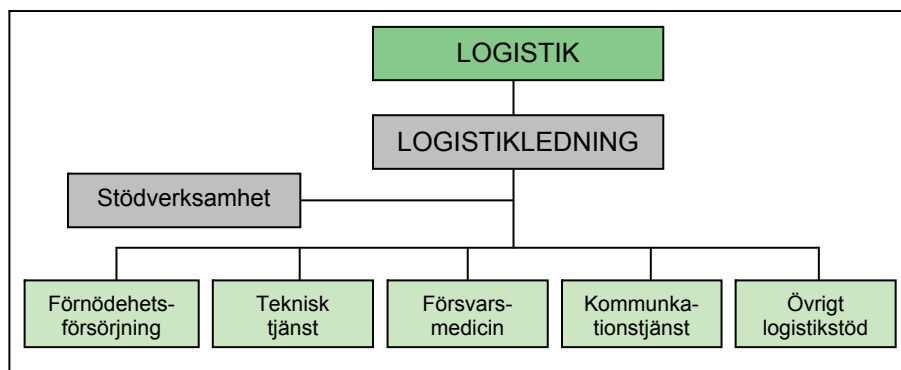 LOGISTIK
LOGISTIKLEDNING
Stödverksamhet
Förnödehets-
försörjning
Teknisk
tjänst
Försvars-
medicin
Kommunka-
tionstjänst
Övrigt
logistikstöd